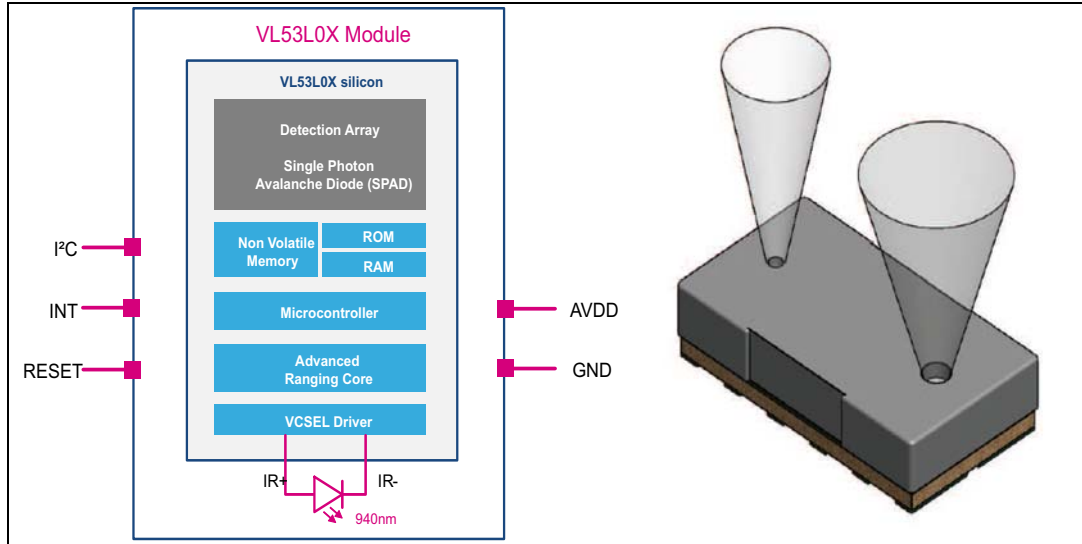 VL53L0X Module
VL53L0X silicon
Detection Array
Single Photon
Avalanche Diode (SPAD)
Non Volatile
Memory
ROM
RAM
Microcontroller
Advanced
Ranging Core
VCSEL Driver
I²C
INT
RESET
AVDD
GND
IR+
IR-
940nm